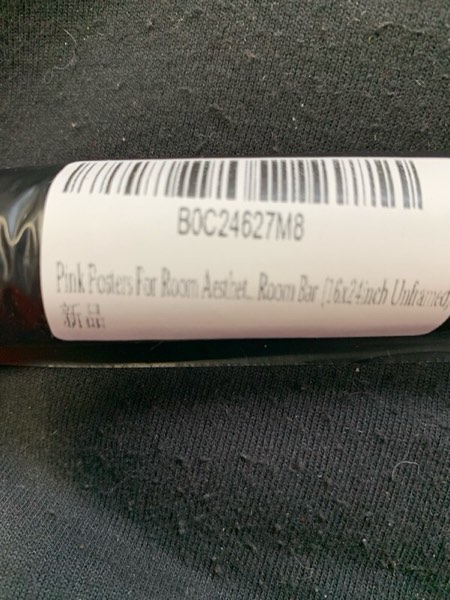 B0C24627M8
Pink Posters For Room Aesthet... Room Bar (16x24inch Unframed)
新品